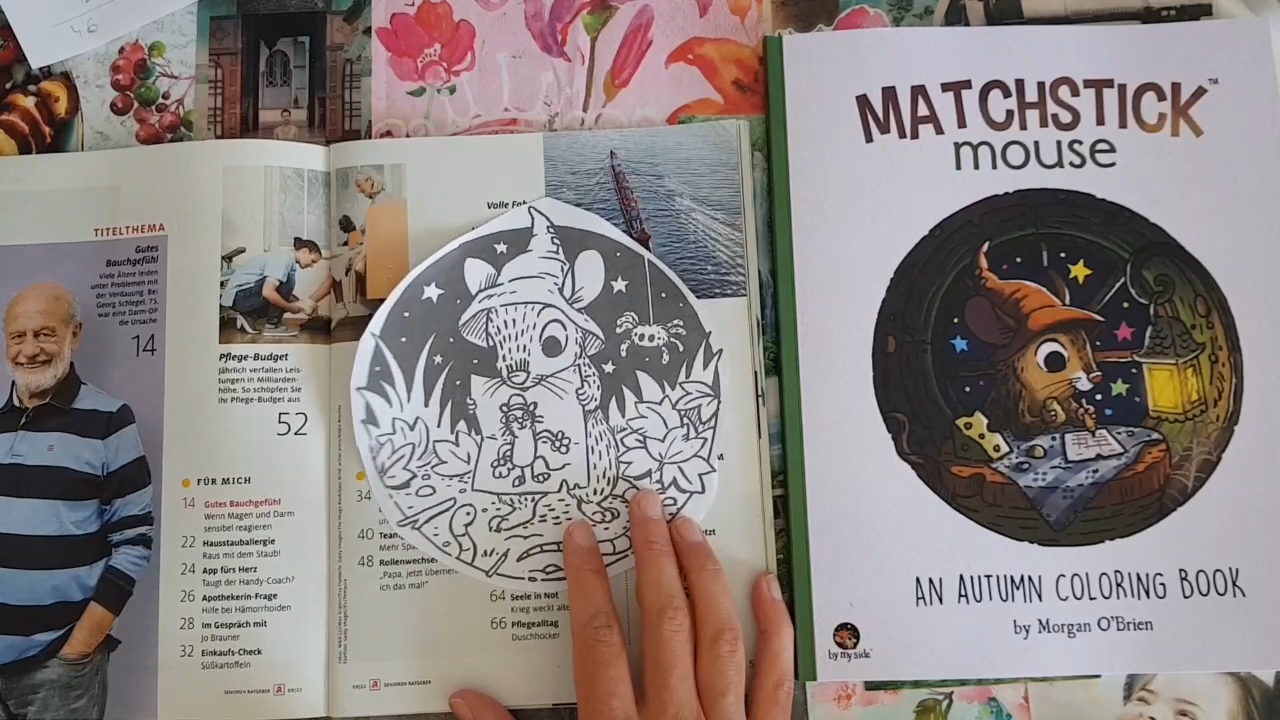 46
TITELTHEMA
Gutes
Bauchgefühl
Viele Ältere leiden
unter Problemen mit
der Verdauung. Bei
Georg Schlegel, 75,
war eine Darm-OP
die Ursache
14
Pflege-Budget
Jährlich verfallen Leis-
tungen in Milliarden-
höhe. So schöpfen Sie
Ihr Pflege-Budget aus
52
FÜR MICH
14 Gutes Bauchgefühl
Wenn Magen und Darm
sensibel reagieren
22 Hausstauballergie
Raus mit dem Staub!
24 App fürs Herz
Taugt der Handy-Coach?
26 Apotheker:in-Frage
Hilfe bei Hämorrhoiden
28 Im Gespräch mit
Jo Brauner
32 Einkaufs-Check
Süßkartoffeln
SENIOREN RATGEBER
Volle
34
40
Mehr
48 Rollenwechsel
„Papa, jetzt
ich das mal!“
64 Seele in Not
Krieg weckt
66 Pflegealltag
Duschhocker
SENIOREN RATGEBER
MATCHSTICK™
mouse
AN AUTUMN COLORING BOOK
by Morgan O'Brien
by my side